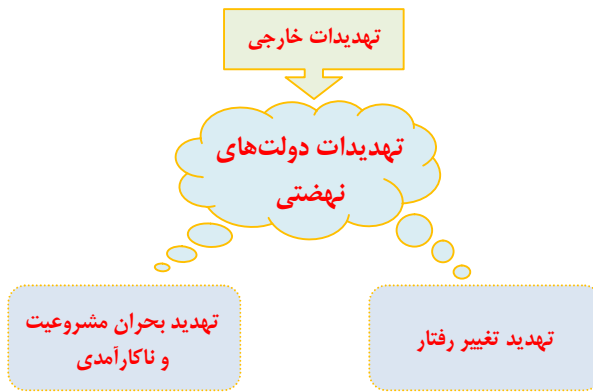 تهدیدات خارجی
تهدیدات دولت‌های
نهضتی
تهدید تغییر رفتار
تهدید بحران مشروعیت
و ناکارآمدی